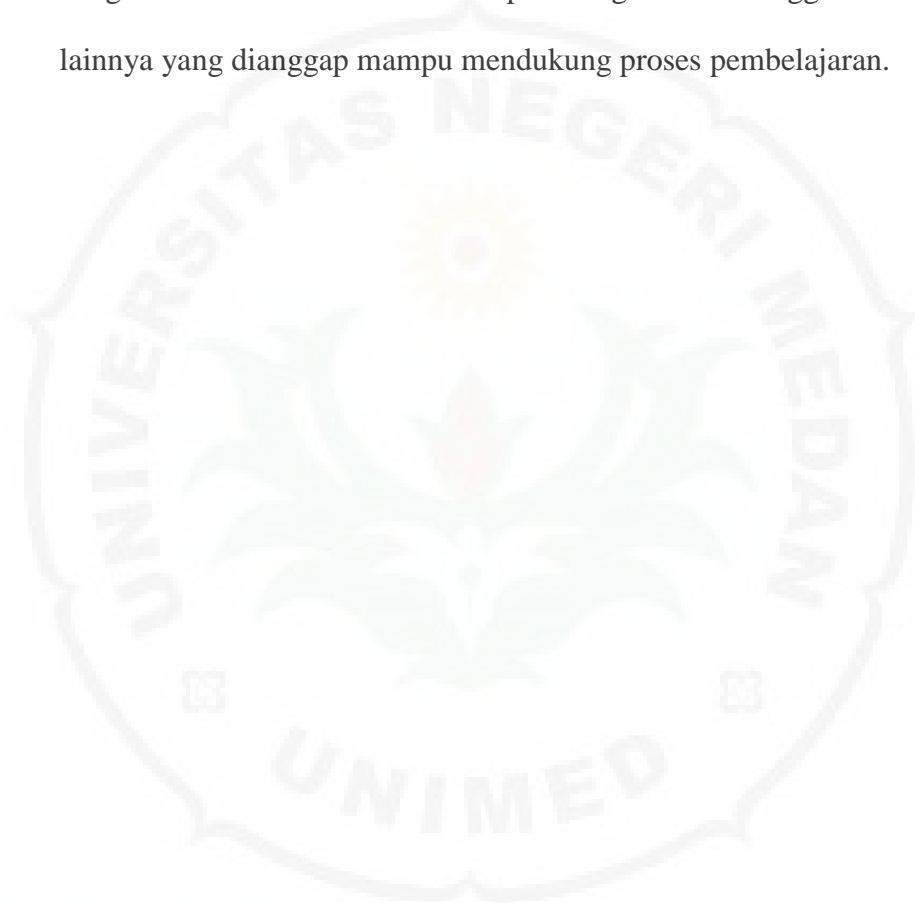 lainnya yang dianggap mampu mendukung proses pembelajaran.
UNIVERSITAS NEGERI MEDAN
UNIMED